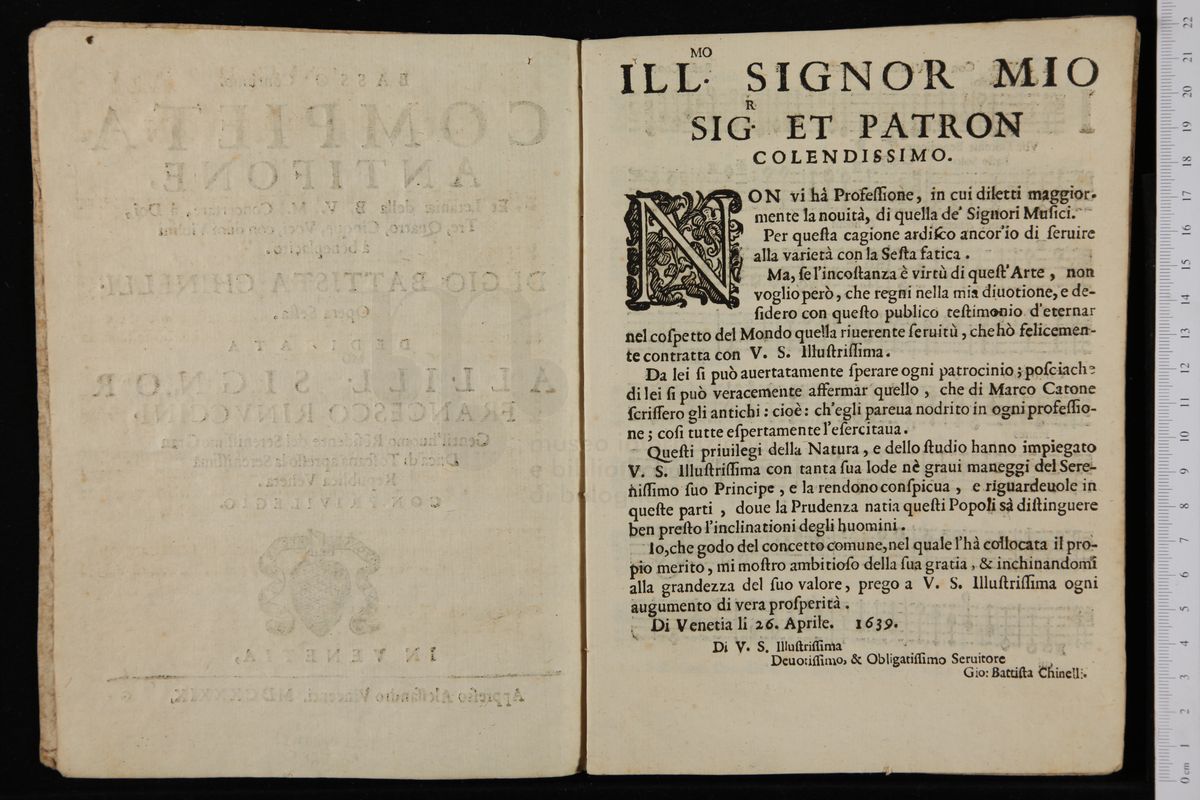 ILL.MO SIGNOR MIO
SIG.R ET PATRON
COLENDISSIMO.
NON vi hà Professione, in cui diletti maggior-
mente la nouità, di quella de' Signori Musici.
Per questa cagione ardisco ancor'io di seruire
alla varietà con la Sesta fatica.
Ma, se l'incostanza è virtù di quest'Arte, non
voglio però, che regni nella mia diuotione, e de-
sidero con questo publico testimonio d'eternar
nel cospetto del Mondo quella riuerente seruitù, che hò felicemen-
te contratta con V. S. Illustrissima.
Da lei si può auertatamente sperare ogni patrocinio; posciache
di lei si può veracemente affermar quello, che di Marco Catone
scrissero gli antichi: cioè: ch'egli pareua nodrito in ogni professio-
ne; così tutte espertamente l'esercitaua.
Questi priuilegi della Natura, e dello studio hanno impiegato
V. S. Illustrissima con tanta sua lode nè graui maneggi del Sere-
nissimo suo Principe, e la rendono conspicua, e riguardeuole in
queste parti, doue la Prudenza natia questi Popoli sà distinguere
ben presto l'inclinationi degli huomini.
Io, che godo del concetto comune, nel quale l'hà collocata il pro-
pio merito, mi mostro ambitioso della sua gratia, & inchinandomi
alla grandezza del suo valore, prego a V. S. Illustrissima ogni
augumento di vera prosperità.
Di Venetia li 26. Aprile. 1639.
Di V. S. Illustrissima
Deuotissimo, & Obligatissimo Seruitore
Gio: Battista Chinelli.